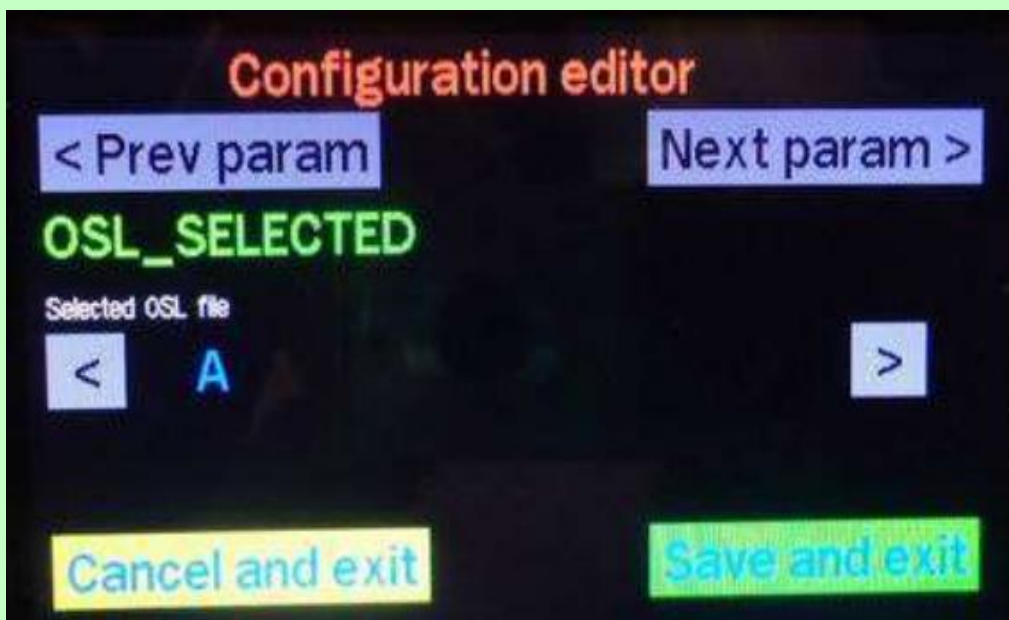 Configuration editor
< Prev param
Next param >
OSL_SELECTED
Selected OSL file
< A >
Cancel and exit
Save and exit